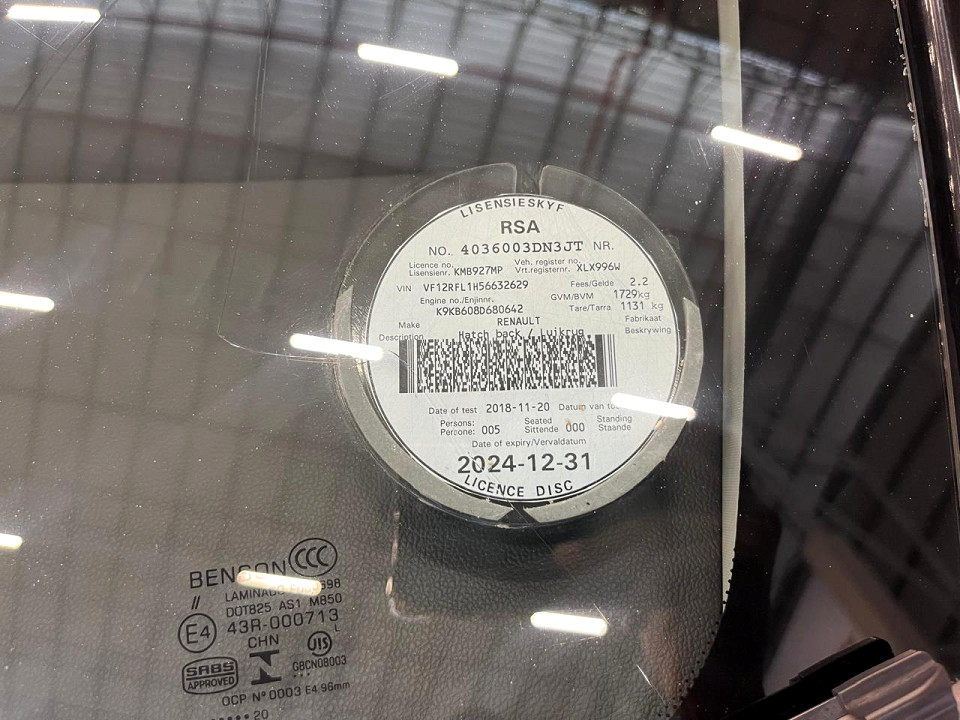 LISENSIESKYF
RSA
NO. 4036003DN3JT NR.
Licence no. Veh. register no.
Lisensienr. KMB927MP Vrt.registernr. XLX996W
VIN VF12RFL1H56632629 Fees/Gelde 2.2
Engine no./Enjinnr. GVM/BVM 1729kg
K9KB608D680642 Tare/Tarra 1131 kg
Make RENAULT Fabrikaat
Description Hatch back / Luikrug Beskrywing
Date of test 2018-11-20 Datum van
Persons: Seated Standing
Persone: 005 Sittende 000 Staande
Date of expiry/Vervaldatum
2024-12-31
LICENCE DISC
BENSON CCC
// LAMINADO
DOT825 AS1 M850
E4 43R-000713
CHN L
SABS APPROVED JIS
GBCN08003
OCP Nº 0003 E4 96mm
••••• 20